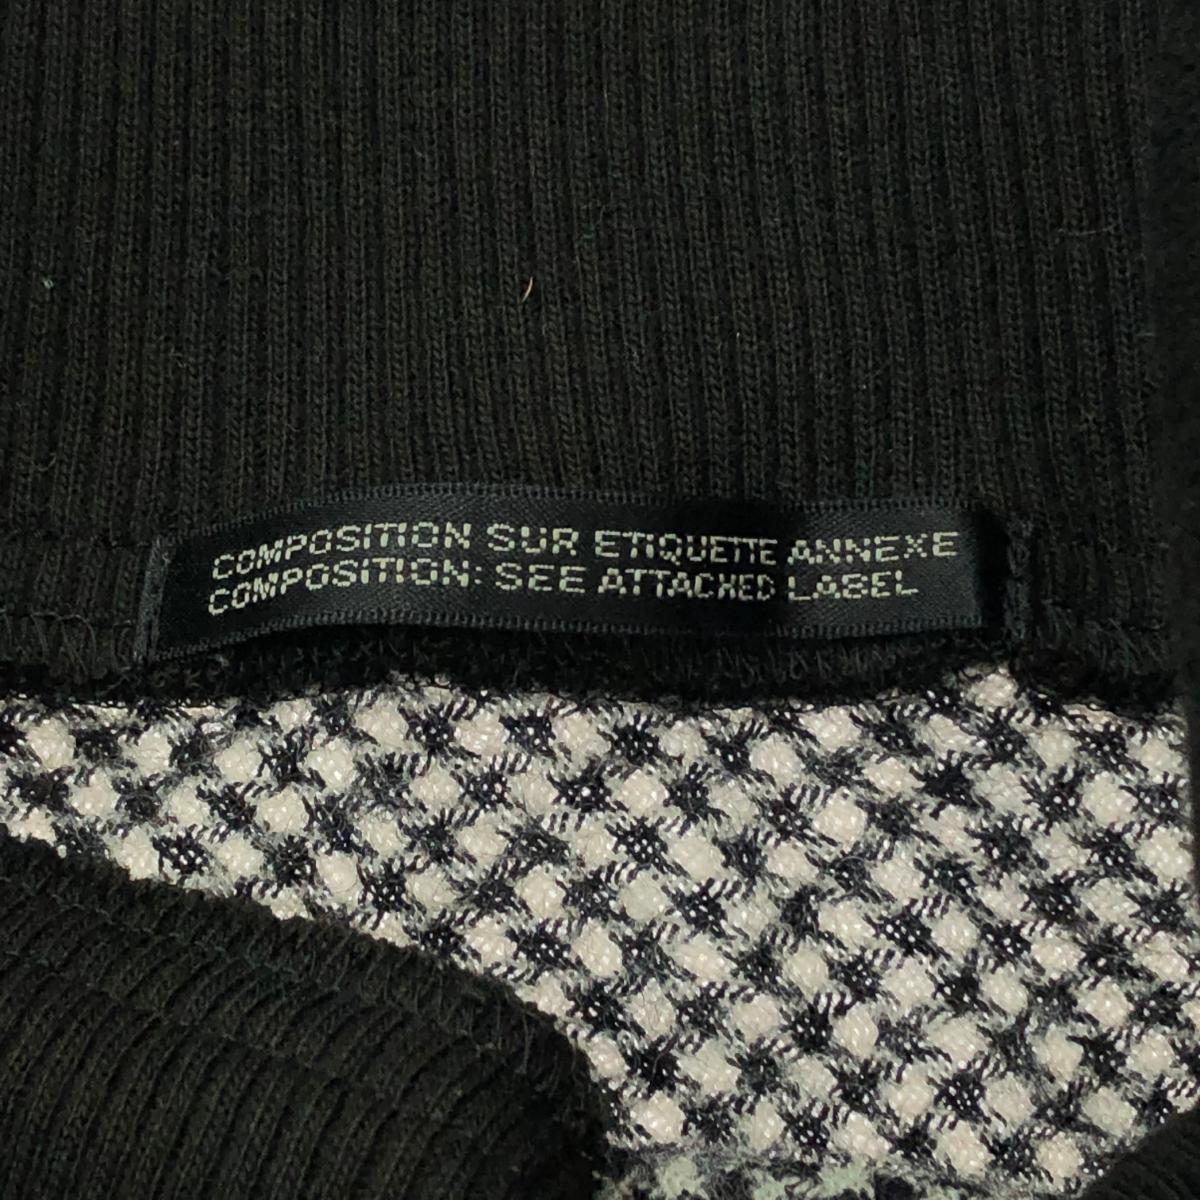 COMPOSITION SUR ETIQUETTE ANNEXE
COMPOSITION: SEE ATTACHED LABEL